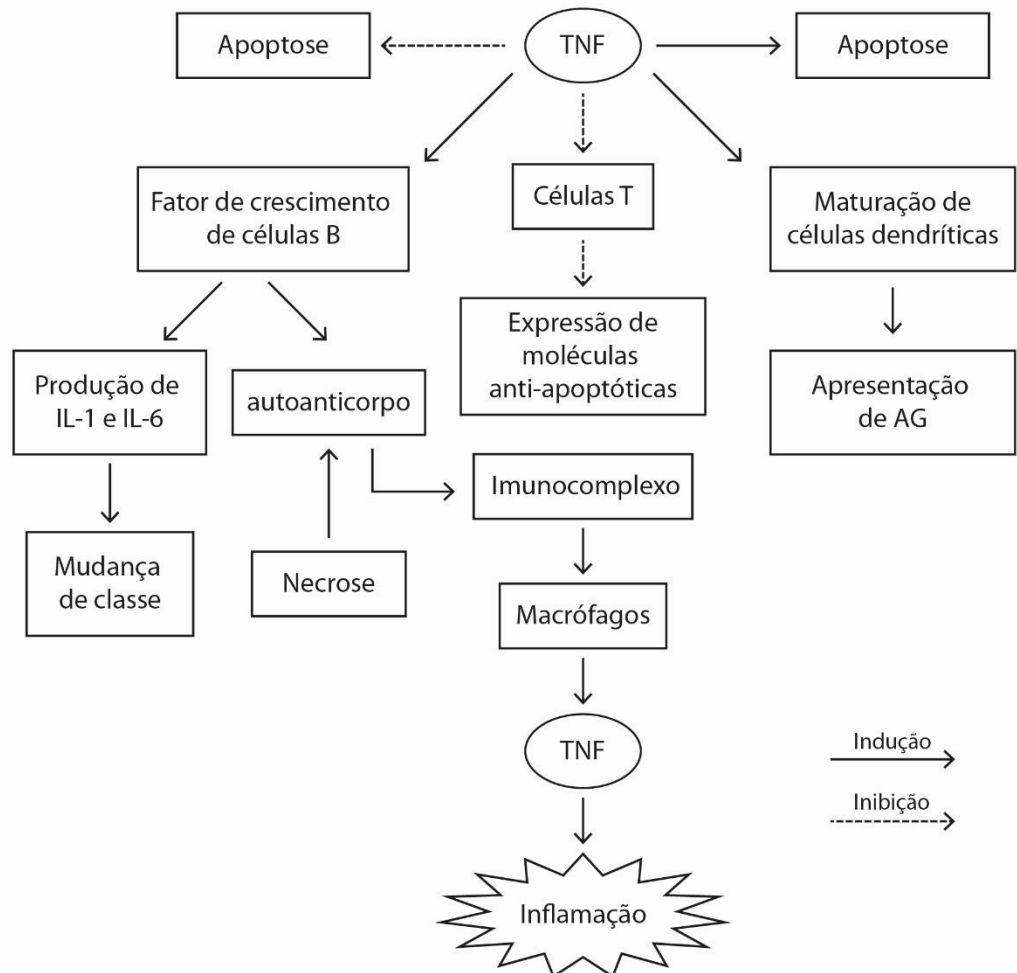 Apoptose
TNF
Apoptose
Fator de crescimento
de células B
Células T
Maturação de
células dendríticas
Produção de
IL-1 e IL-6
autoanticorpo
Expressão de
moléculas
anti-apoptóticas
Apresentação
de AG
Imunocomplexo
Mudança
de classe
Necrose
Macrófagos
TNF
Indução
Inibição
Inflamação